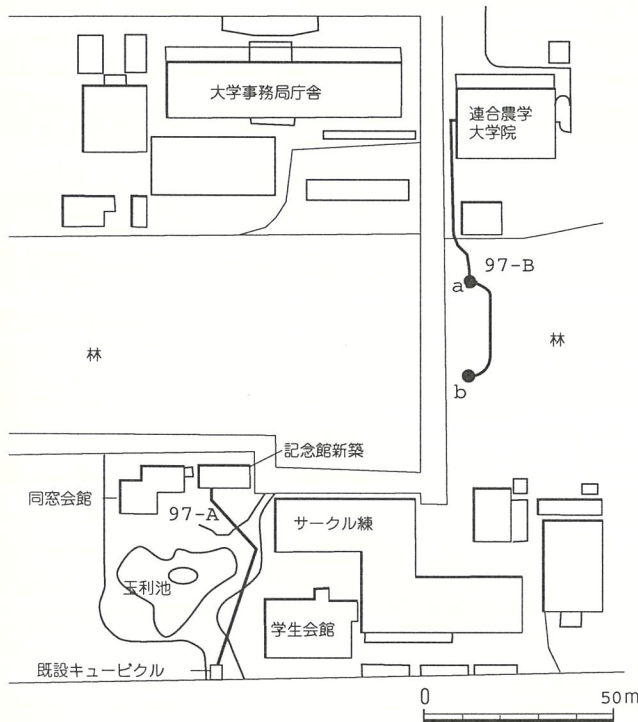 大学事務局庁舎
連合農学
大学院
97-B
a
林
林
b
記念館新築
同窓会館
97-A
サークル練
玉利池
学生会館
既設キュービクル
0
50m